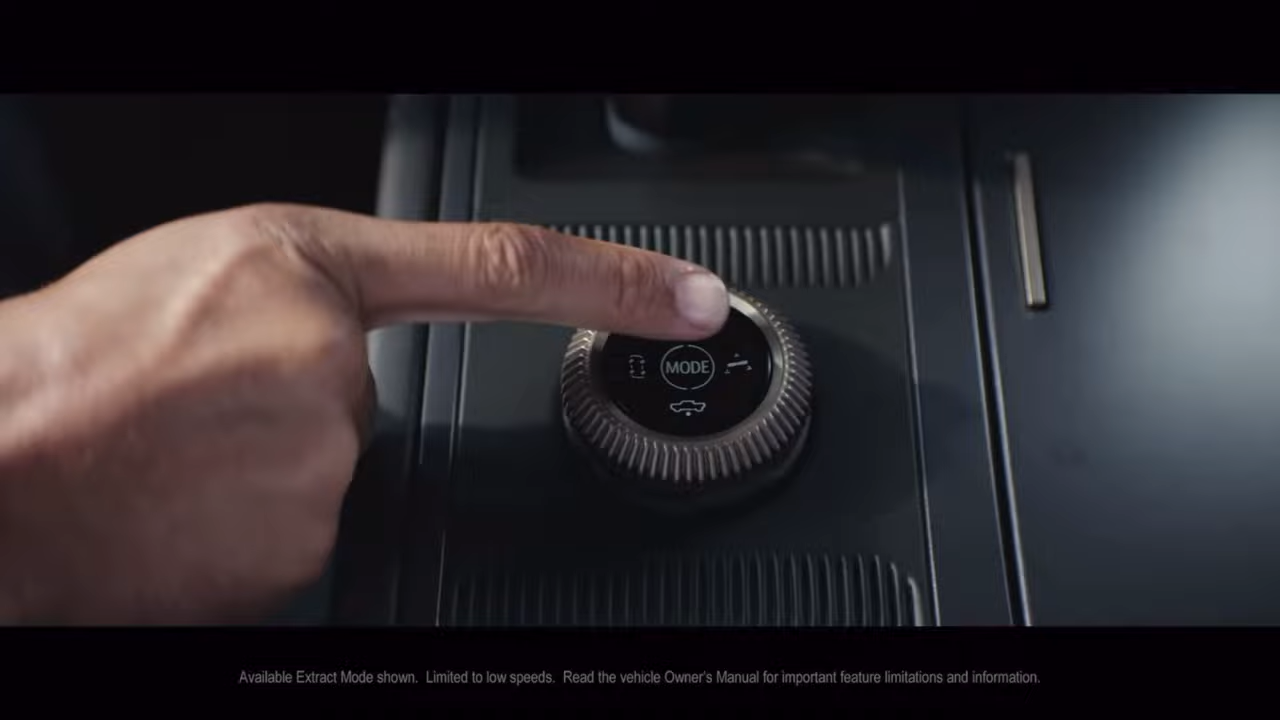 MODE
Available Extract Mode shown.  Limited to low speeds.  Read the vehicle Owner's Manual for important feature limitations and information.